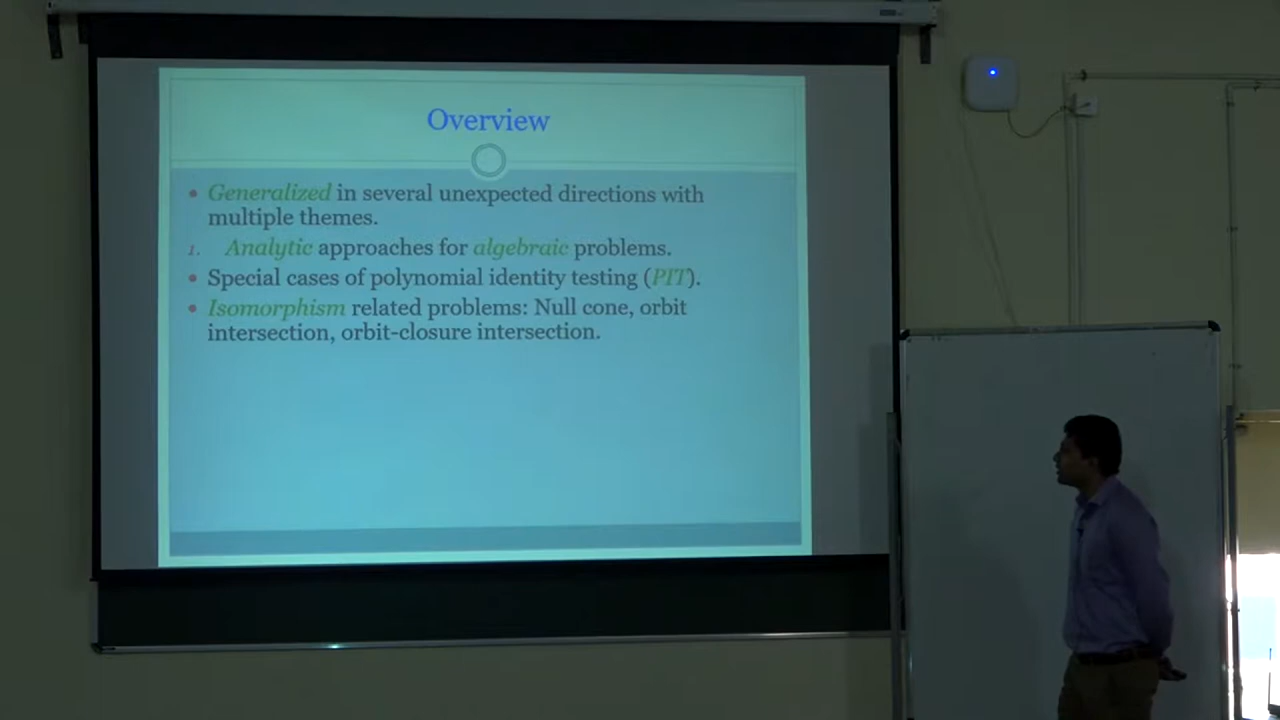 Overview
• Generalized in several unexpected directions with
multiple themes.
1. Analytic approaches for algebraic problems.
• Special cases of polynomial identity testing (PIT).
• Isomorphism related problems: Null cone, orbit
intersection, orbit-closure intersection.